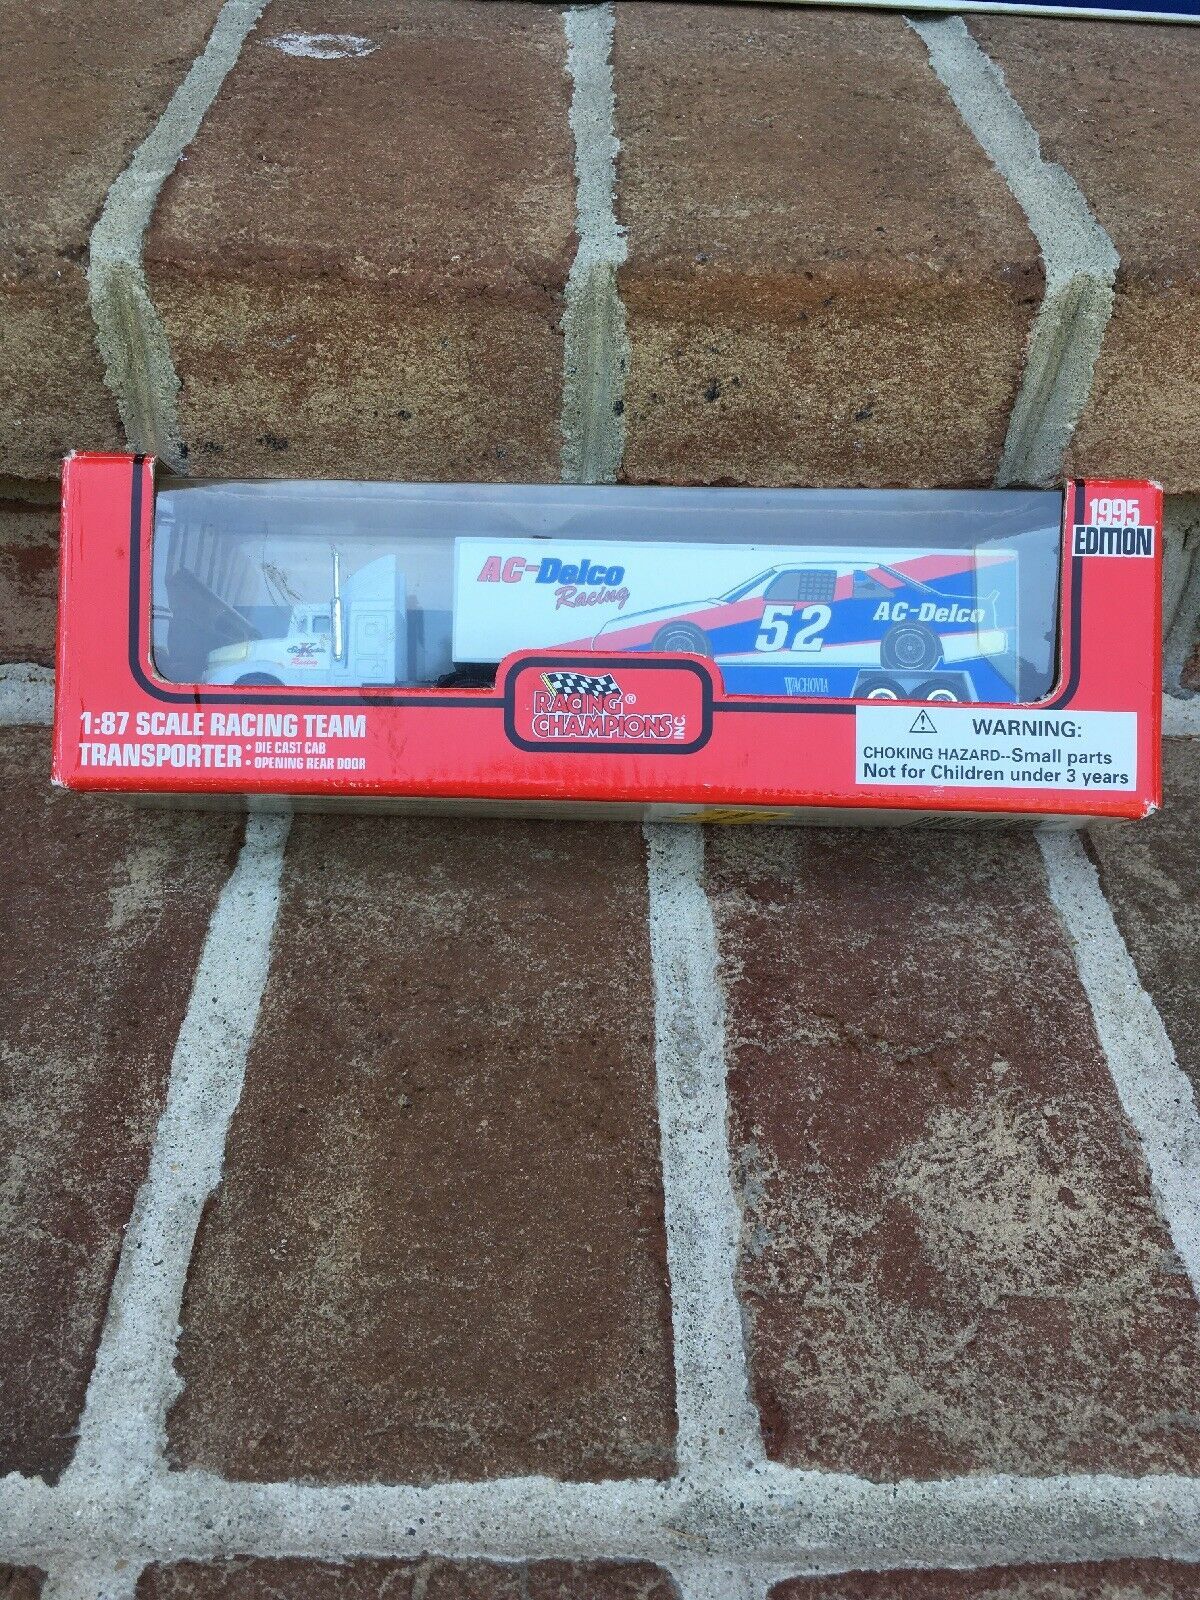 1995
EDITION
AC-Delco
Racing
52
AC-Delco
Racing
WACHOVIA
RACING®
CHAMPIONS INC.
1:87 SCALE RACING TEAM
TRANSPORTER • DIE CAST CAB
• OPENING REAR DOOR
WARNING:
CHOKING HAZARD--Small parts
Not for Children under 3 years